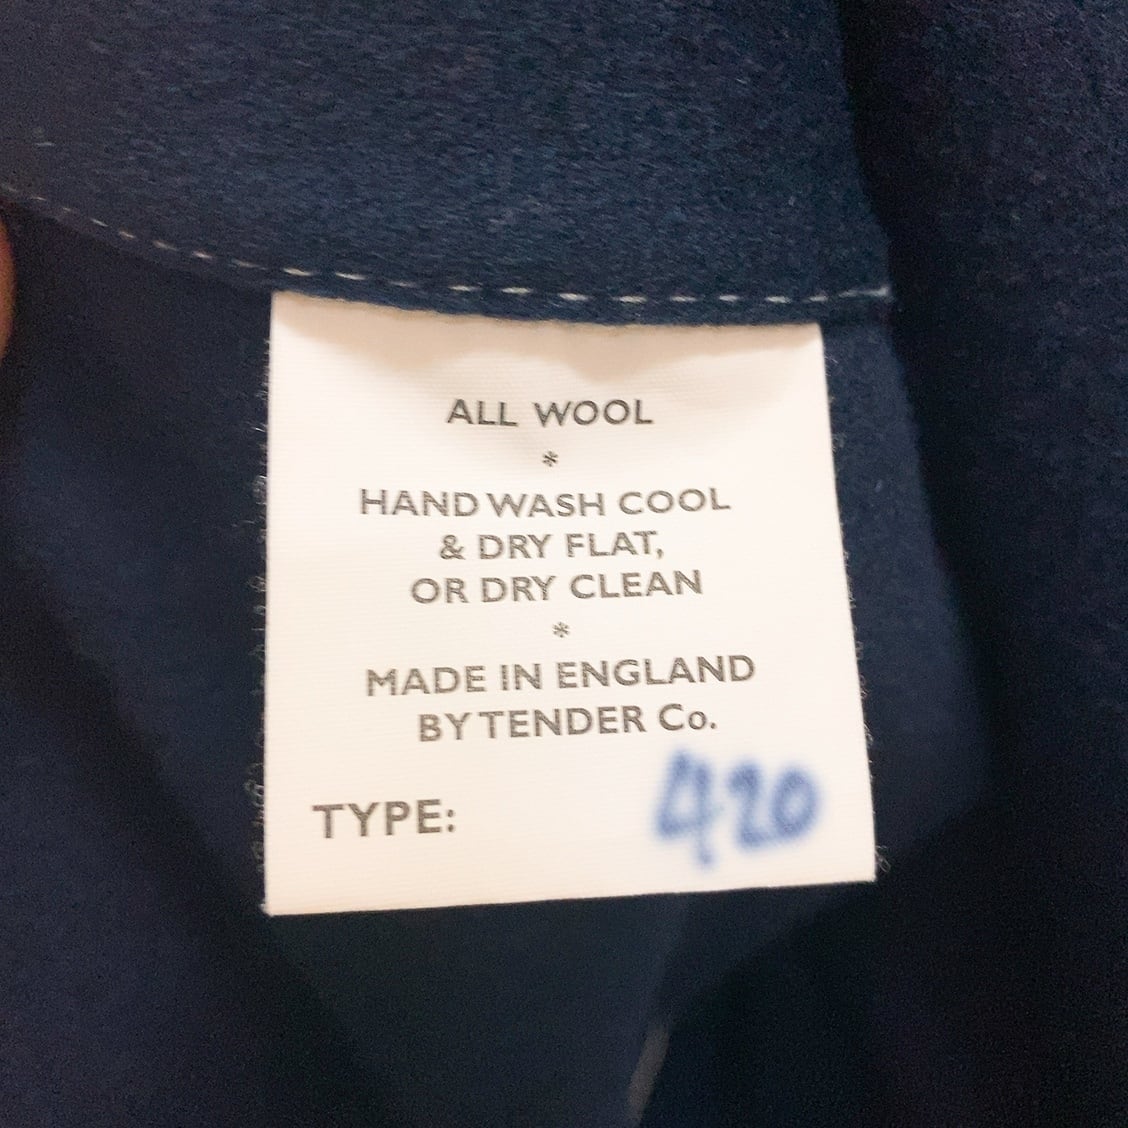 ALL WOOL
*
HAND WASH COOL
& DRY FLAT,
OR DRY CLEAN
*
MADE IN ENGLAND
BY TENDER Co.
TYPE: 420